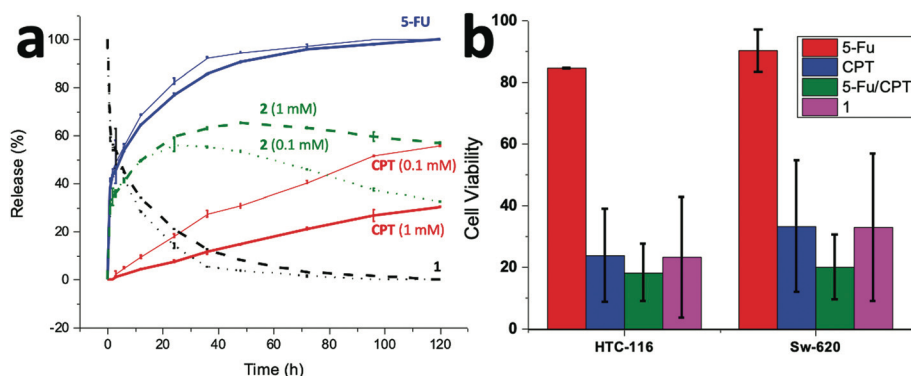 a
5-FU
2 (1 mM)
2 (0.1 mM)
CPT (0.1 mM)
CPT (1 mM)
1
Release (%)
100
80
60
40
20
0
-20
0 20 40 60 80 100 120
Time (h)
b
5-Fu
CPT
5-Fu/CPT
1
Cell Viability
100
80
60
40
20
0
HTC-116 Sw-620